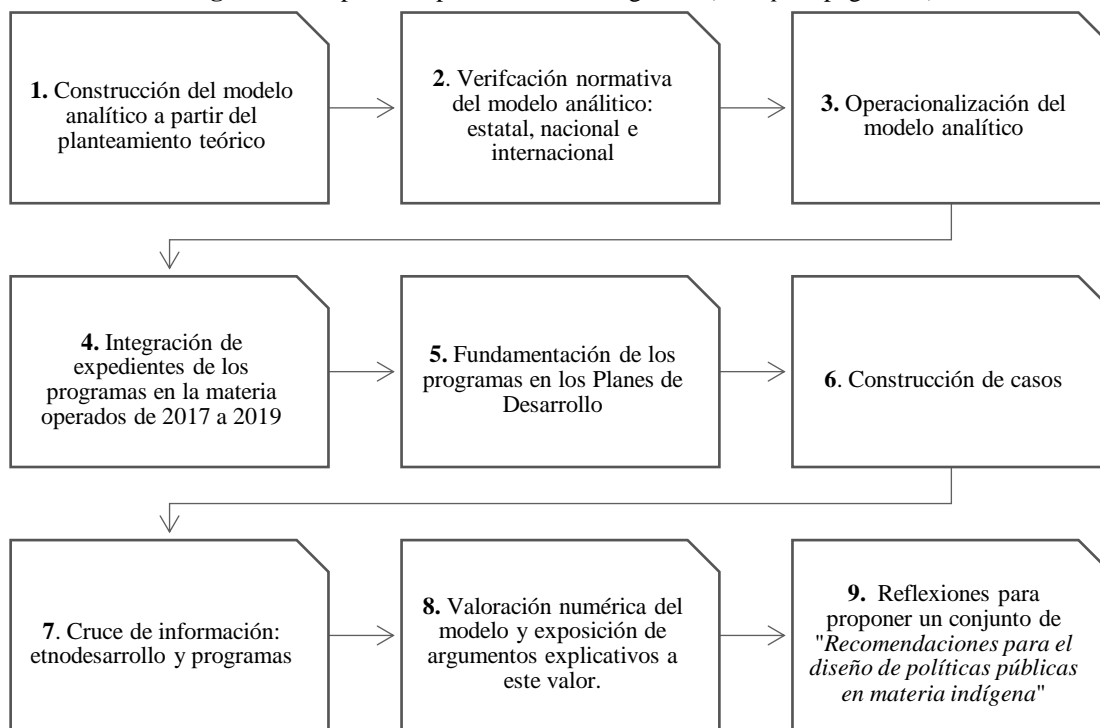 1. Construcción del modelo
analítico a partir del
planteamiento teórico
2. Verifcación normativa
del modelo análitico:
estatal, nacional e
internacional
3. Operacionalización del
modelo analítico
4. Integración de
expedientes de los
programas en la materia
operados de 2017 a 2019
5. Fundamentación de los
programas en los Planes de
Desarrollo
6. Construcción de casos
7. Cruce de información:
etnodesarrollo y programas
8. Valoración numérica del
modelo y exposición de
argumentos explicativos a
este valor.
9. Reflexiones para
proponer un conjunto de
"Recomendaciones para el
diseño de políticas públicas
en materia indígena"